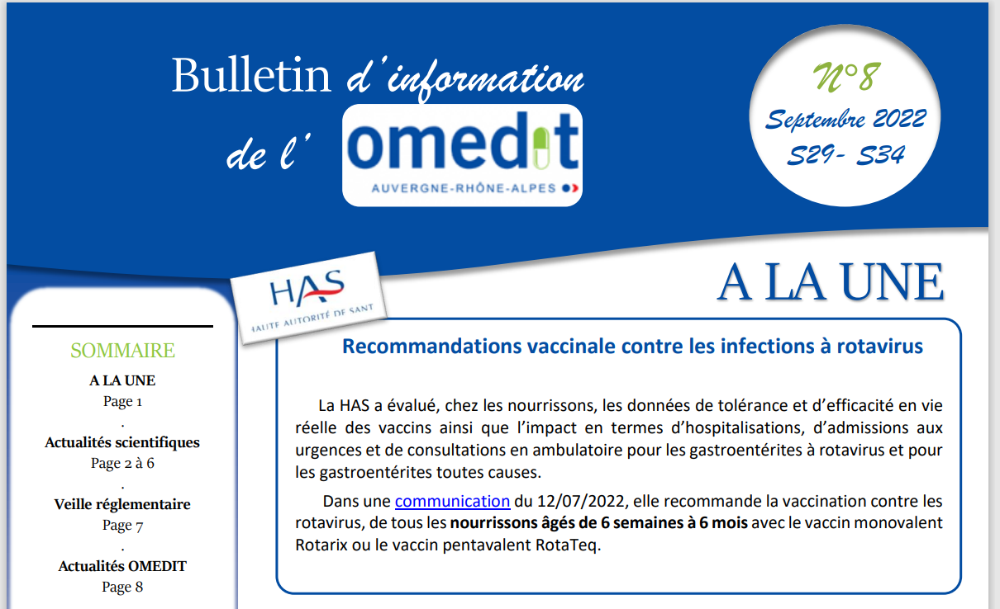 Bulletin d'information
de l'
omedit
AUVERGNE-RHÔNE-ALPES
N°8
Septembre 2022
S29- S34
HAS
HAUTE AUTORITÉ DE SANT
A LA UNE
SOMMAIRE
A LA UNE
Page 1
.
Actualités scientifiques
Page 2 à 6
.
Veille réglementaire
Page 7
.
Actualités OMEDIT
Page 8
Recommandations vaccinale contre les infections à rotavirus
La HAS a évalué, chez les nourrissons, les données de tolérance et d’efficacité en vie
réelle des vaccins ainsi que l’impact en termes d’hospitalisations, d’admissions aux
urgences et de consultations en ambulatoire pour les gastroentérites à rotavirus et pour
les gastroentérites toutes causes.
Dans une communication du 12/07/2022, elle recommande la vaccination contre les
rotavirus, de tous les nourrissons âgés de 6 semaines à 6 mois avec le vaccin monovalent
Rotarix ou le vaccin pentavalent RotaTeq.